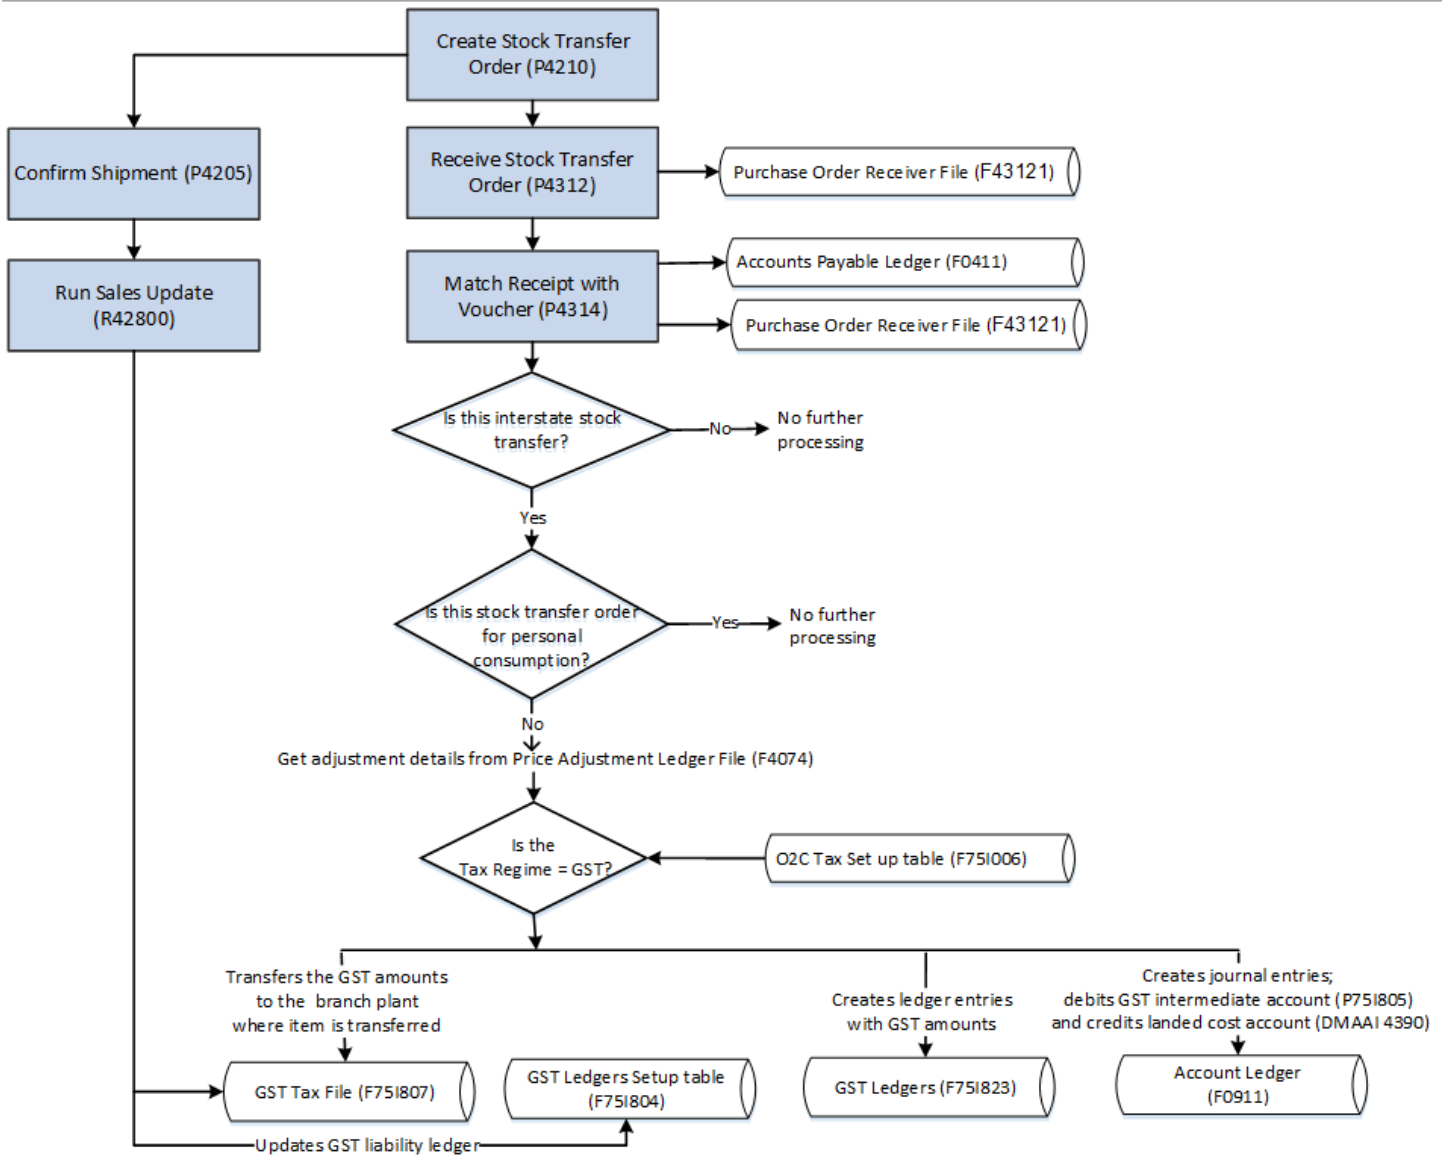 Create Stock Transfer
Order (P4210)
Confirm Shipment (P4205)
Receive Stock Transfer
Order (P4312)
Purchase Order Receiver File (F43121)
Run Sales Update
(R42800)
Match Receipt with
Voucher (P4314)
Accounts Payable Ledger (F0411)
Purchase Order Receiver File (F43121)
Is this interstate stock
transfer?
No
No further
processing
Yes
Is this stock transfer order
for personal
consumption?
Yes
No further
processing
No
Get adjustment details from Price Adjustment Ledger File (F4074)
Is the
Tax Regime = GST?
O2C Tax Set up table (F75I006)
Transfers the GST amounts
to the branch plant
where item is transferred
Creates ledger entries
with GST amounts
Creates journal entries;
debits GST intermediate account (P75I805)
and credits landed cost account (DMAAI 4390)
GST Tax File (F75I807)
GST Ledgers Setup table
(F75I804)
GST Ledgers (F75I823)
Account Ledger
(F0911)
Updates GST liability ledger